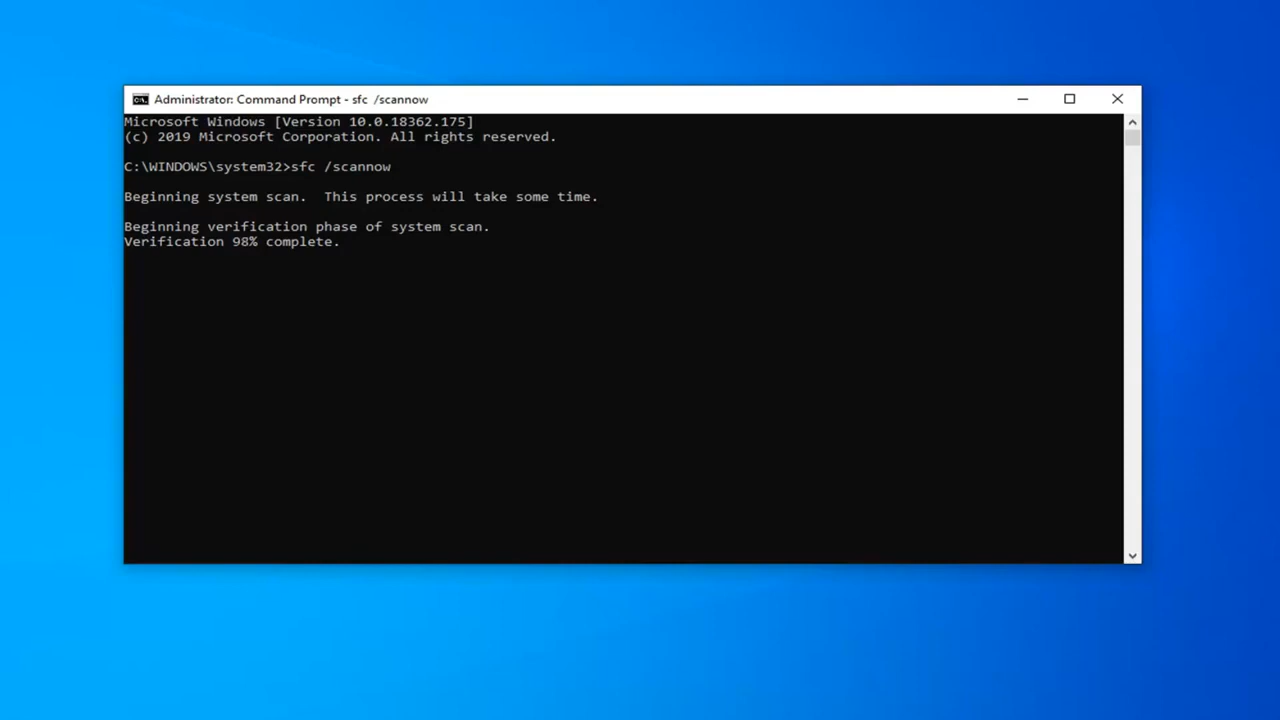 Administrator: Command Prompt - sfc  /scannow
Microsoft Windows [Version 10.0.18362.175]
(c) 2019 Microsoft Corporation. All rights reserved.
C:\WINDOWS\system32>sfc /scannow
Beginning system scan.  This process will take some time.
Beginning verification phase of system scan.
Verification 98% complete.